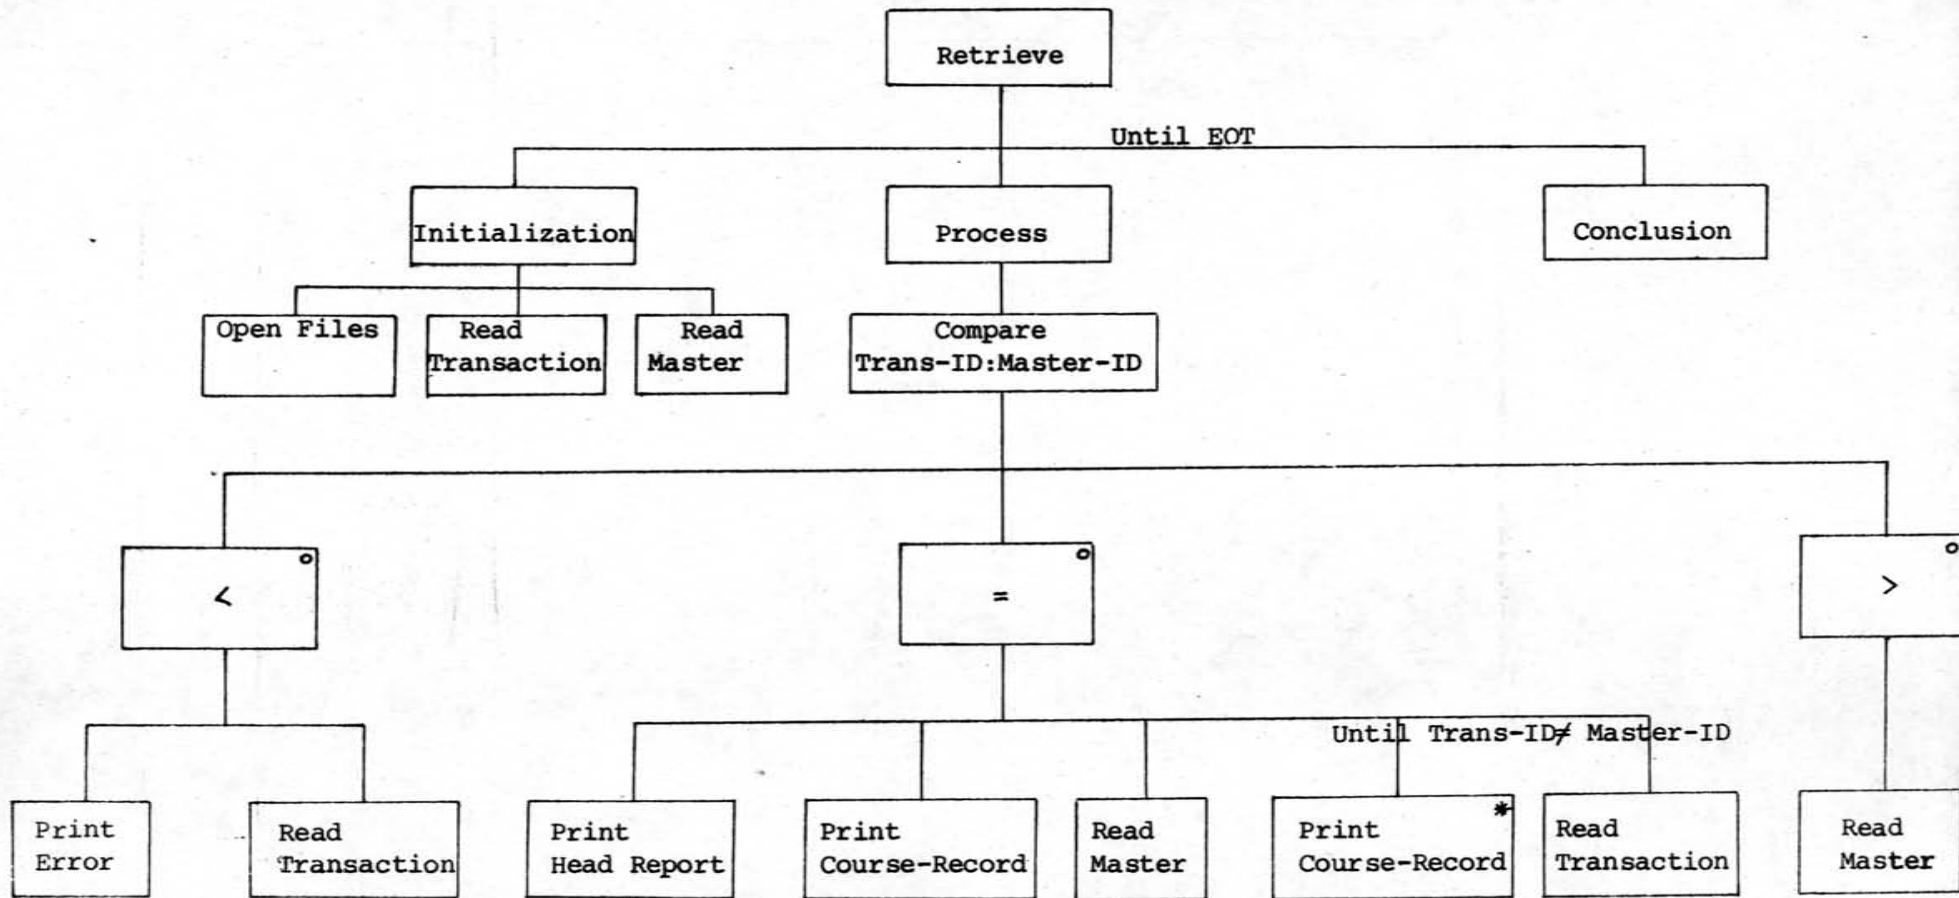 Retrieve
Until EOT
Initialization
Process
Conclusion
Open Files
Read
Transaction
Read
Master
Compare
Trans-ID:Master-ID
<
=
>
Until Trans-ID≠ Master-ID
Print
Error
Read
Transaction
Print
Head Report
Print
Course-Record
Read
Master
*
Print
Course-Record
Read
Transaction
Read
Master